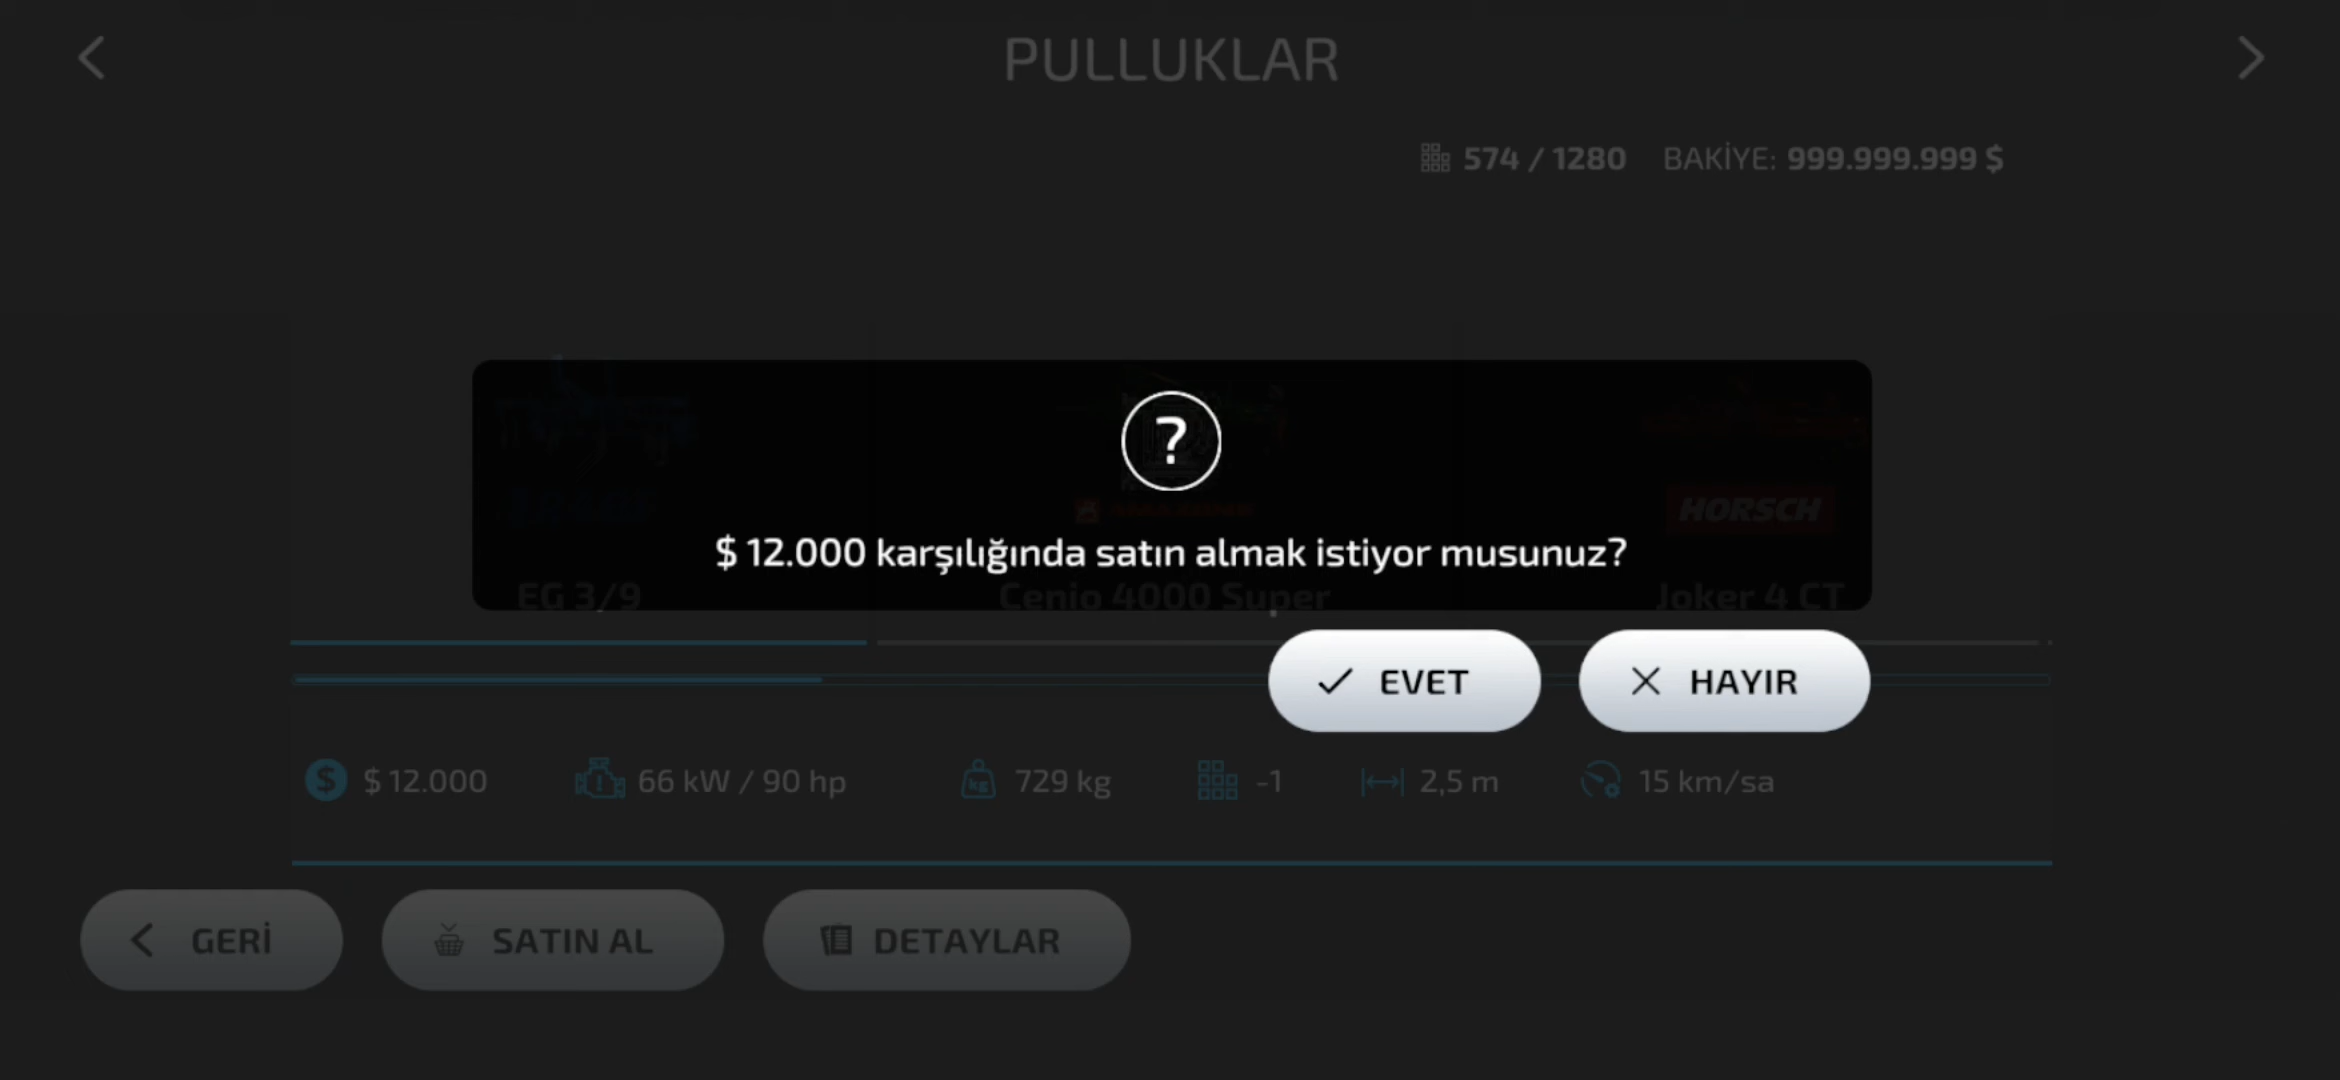 PULLUKLAR
574 / 1280 BAKİYE: 999.999.999 $
HORSCH
?
$ 12.000 karşılığında satın almak istiyor musunuz?
EG 3/9 Cenio 4000 Super Joker 4 CT
EVET HAYIR
$ 12.000 66 kW / 90 hp kg 729 kg -1 2,5 m 15 km/sa
GERİ SATIN AL DETAYLAR